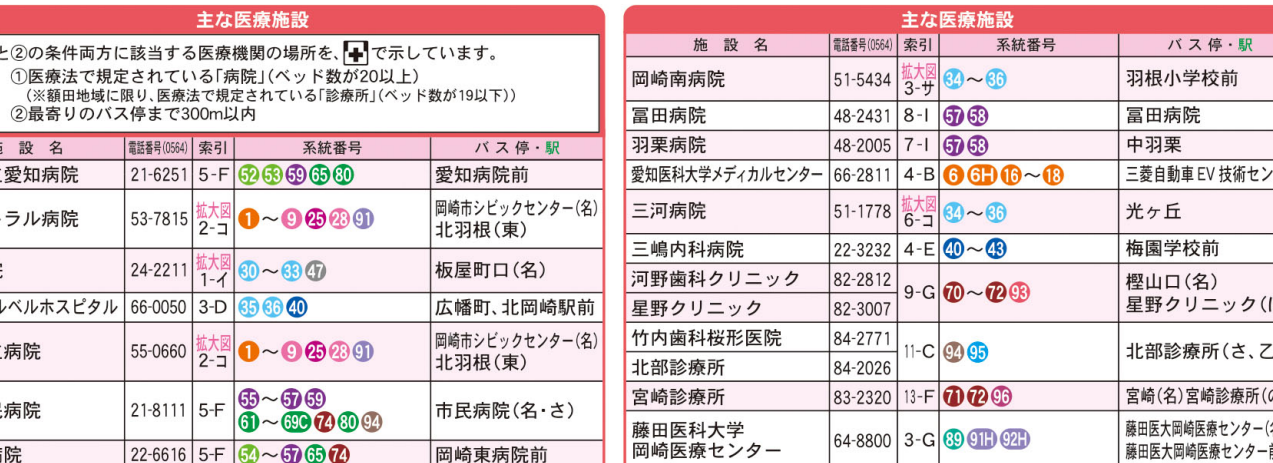 主な医療施設
と②の条件両方に該当する医療機関の場所を、で示しています。
①医療法で規定されている「病院」(ベッド数が20以上)
(※額田地域に限り、医療法で規定されている「診療所」(ベッド数が19以下))
②最寄りのバス停まで300m以内
設 名 電話番号(0564) 索引 系統番号 バス停・駅
愛知病院 21-6251 5-F 52 53 59 65 80 愛知病院前
ラル病院 53-7815 拡大図 2-コ 1～9 25 28 91 岡崎市シビックセンター(名) 北羽根(東)
24-2211 拡大図 1-イ 30～33 47 板屋町口(名)
ルベルホスピタル 66-0050 3-D 35 36 40 広幡町、北岡崎駅前
病院 55-0660 拡大図 2-コ 1～9 25 28 91 岡崎市シビックセンター(名) 北羽根(東)
病院 21-8111 5-F 55～57 59 61～69C 74 80 94 市民病院(名・さ)
病院 22-6616 5-F 54～57 65 74 岡崎東病院前
主な医療施設
施 設 名 電話番号(0564) 索引 系統番号 バス停・駅
岡崎南病院 51-5434 拡大図 3-サ 34～36 羽根小学校前
冨田病院 48-2431 8-I 57 58 冨田病院
羽栗病院 48-2005 7-I 57 58 中羽栗
愛知医科大学メディカルセンター 66-2811 4-B 6 6H 16～18 三菱自動車EV技術セン
三河病院 51-1778 拡大図 6-コ 34～36 光ヶ丘
三嶋内科病院 22-3232 4-E 40～43 梅園学校前
河野歯科クリニック 82-2812 9-G 70～72 93 樫山口(名)
星野クリニック 82-3007 星野クリニック(
竹内歯科桜形医院 84-2771 11-C 94 95 北部診療所(さ、乙
北部診療所 84-2026
宮崎診療所 83-2320 13-F 71 72 96 宮崎(名)宮崎診療所(
藤田医科大学 岡崎医療センター 64-8800 3-G 89 91H 92H 藤田医大岡崎医療センター( 藤田医大岡崎医療センター